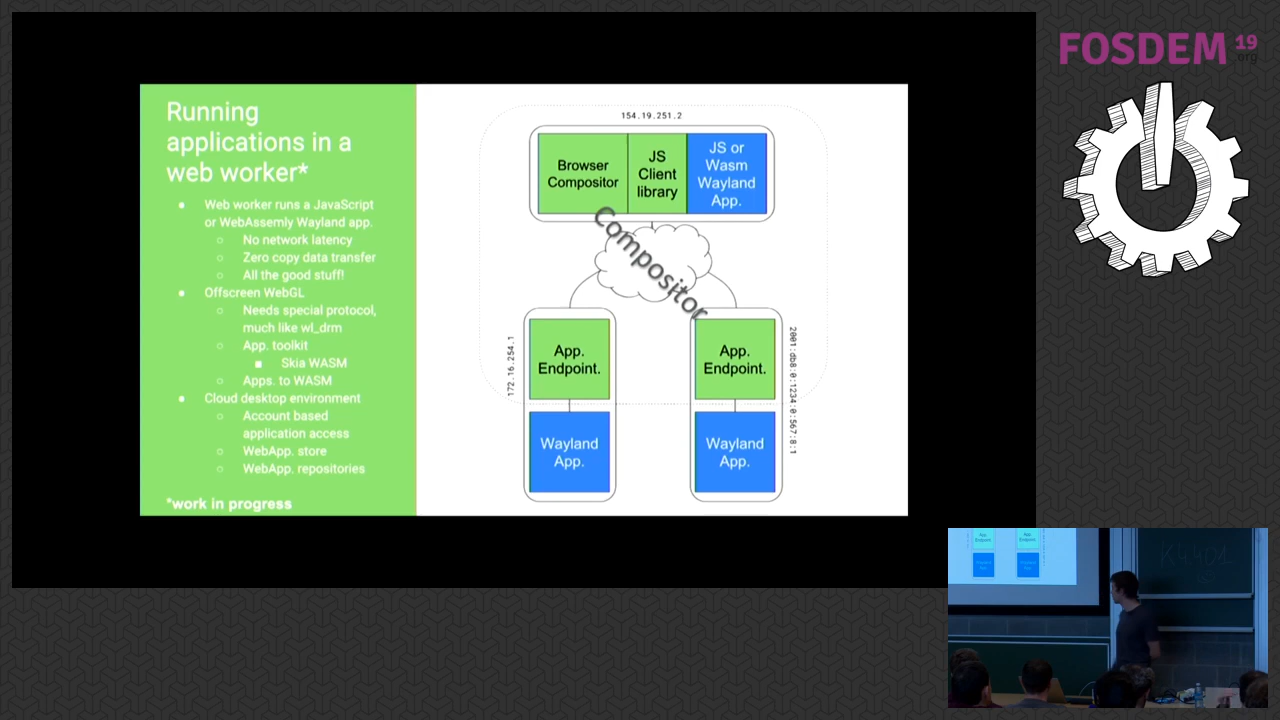 Running
applications in a
web worker*
● Web worker runs a JavaScript
or WebAssembly Wayland app.
○ No network latency
○ Zero copy data transfer
○ All the good stuff!
● Offscreen WebGL
○ Needs special protocol,
much like wl_drm
○ App. toolkit
■ Skia WASM
○ Apps. to WASM
● Cloud desktop environment
○ Account based
application access
○ WebApp. store
○ WebApp. repositories
*work in progress
154.19.251.2
Browser
Compositor
JS
Client
library
JS or
Wasm
Wayland
App.
Compositor
172.16.254.1
App.
Endpoint.
Wayland
App.
App.
Endpoint.
Wayland
App.
2001:db8:0:1234:0:567:8:1
FOSDEM 19
.org
K4.401